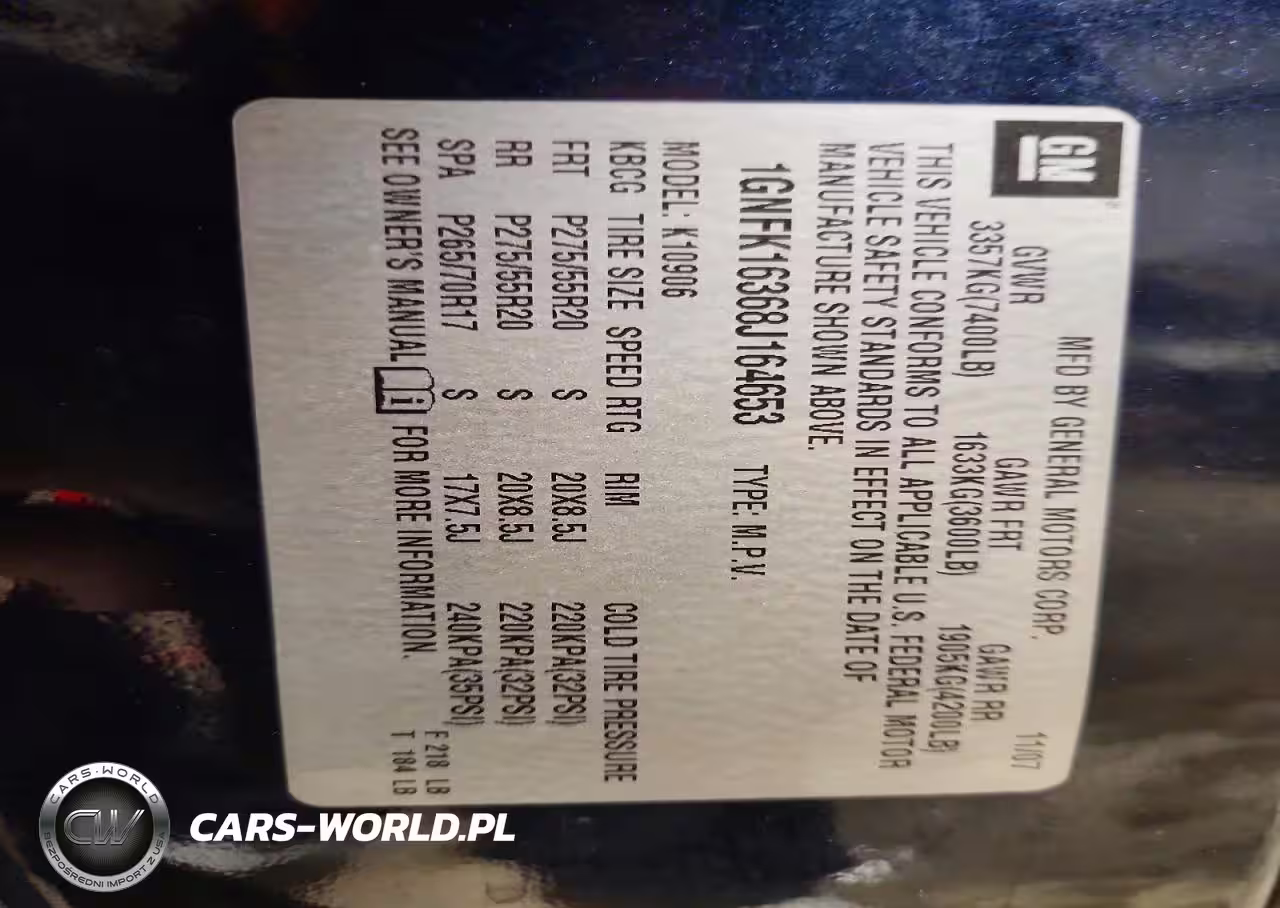 GM
MFD BY GENERAL MOTORS CORP. 11/07
GVWR GAWR FRT GAWR RR
3357KG(7400LB) 1633KG(3600LB) 1905KG(4200LB)
THIS VEHICLE CONFORMS TO ALL APPLICABLE U.S. FEDERAL MOTOR
VEHICLE SAFETY STANDARDS IN EFFECT ON THE DATE OF
MANUFACTURE SHOWN ABOVE.
1GNFK16368J164653 TYPE: M.P.V.
MODEL: K10906
KBCG TIRE SIZE SPEED RTG RIM COLD TIRE PRESSURE
FRT P275/55R20 S 20X8.5J 220KPA(32PSI)
RR P275/55R20 S 20X8.5J 220KPA(32PSI)
SPA P265/70R17 S 17X7.5J 240KPA(35PSI)
SEE OWNER'S MANUAL i FOR MORE INFORMATION.
F 218 LB
T 184 LB
CARS-WORLD
CW
BEZPOŚREDNI IMPORT Z USA
CARS-WORLD.PL